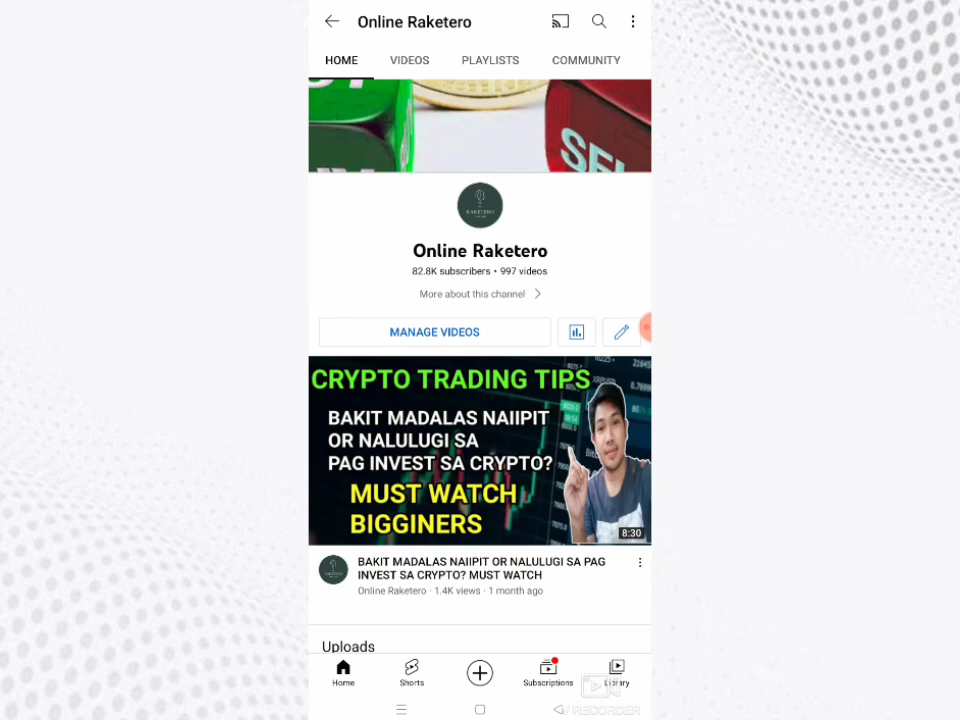 Online Raketero
HOME VIDEOS PLAYLISTS COMMUNITY
Online Raketero
82.8K subscribers • 997 videos
More about this channel
MANAGE VIDEOS
CRYPTO TRADING TIPS
BAKIT MADALAS NAIIPIT
OR NALULUGI SA
PAG INVEST SA CRYPTO?
MUST WATCH
BIGGINERS
8:30
BAKIT MADALAS NAIIPIT OR NALULUGI SA PAG
INVEST SA CRYPTO? MUST WATCH
Online Raketero · 1.4K views · 1 month ago
Uploads
Home Shorts Subscriptions Library
RECORDER